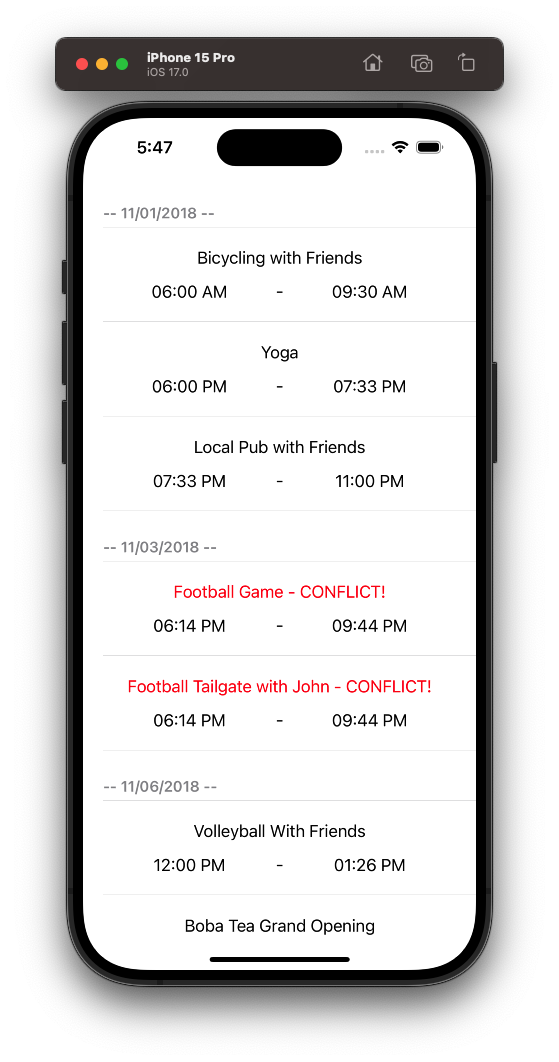 iPhone 15 Pro
iOS 17.0
5:47
-- 11/01/2018 --
Bicycling with Friends
06:00 AM - 09:30 AM
Yoga
06:00 PM - 07:33 PM
Local Pub with Friends
07:33 PM - 11:00 PM
-- 11/03/2018 --
Football Game - CONFLICT!
06:14 PM - 09:44 PM
Football Tailgate with John - CONFLICT!
06:14 PM - 09:44 PM
-- 11/06/2018 --
Volleyball With Friends
12:00 PM - 01:26 PM
Boba Tea Grand Opening